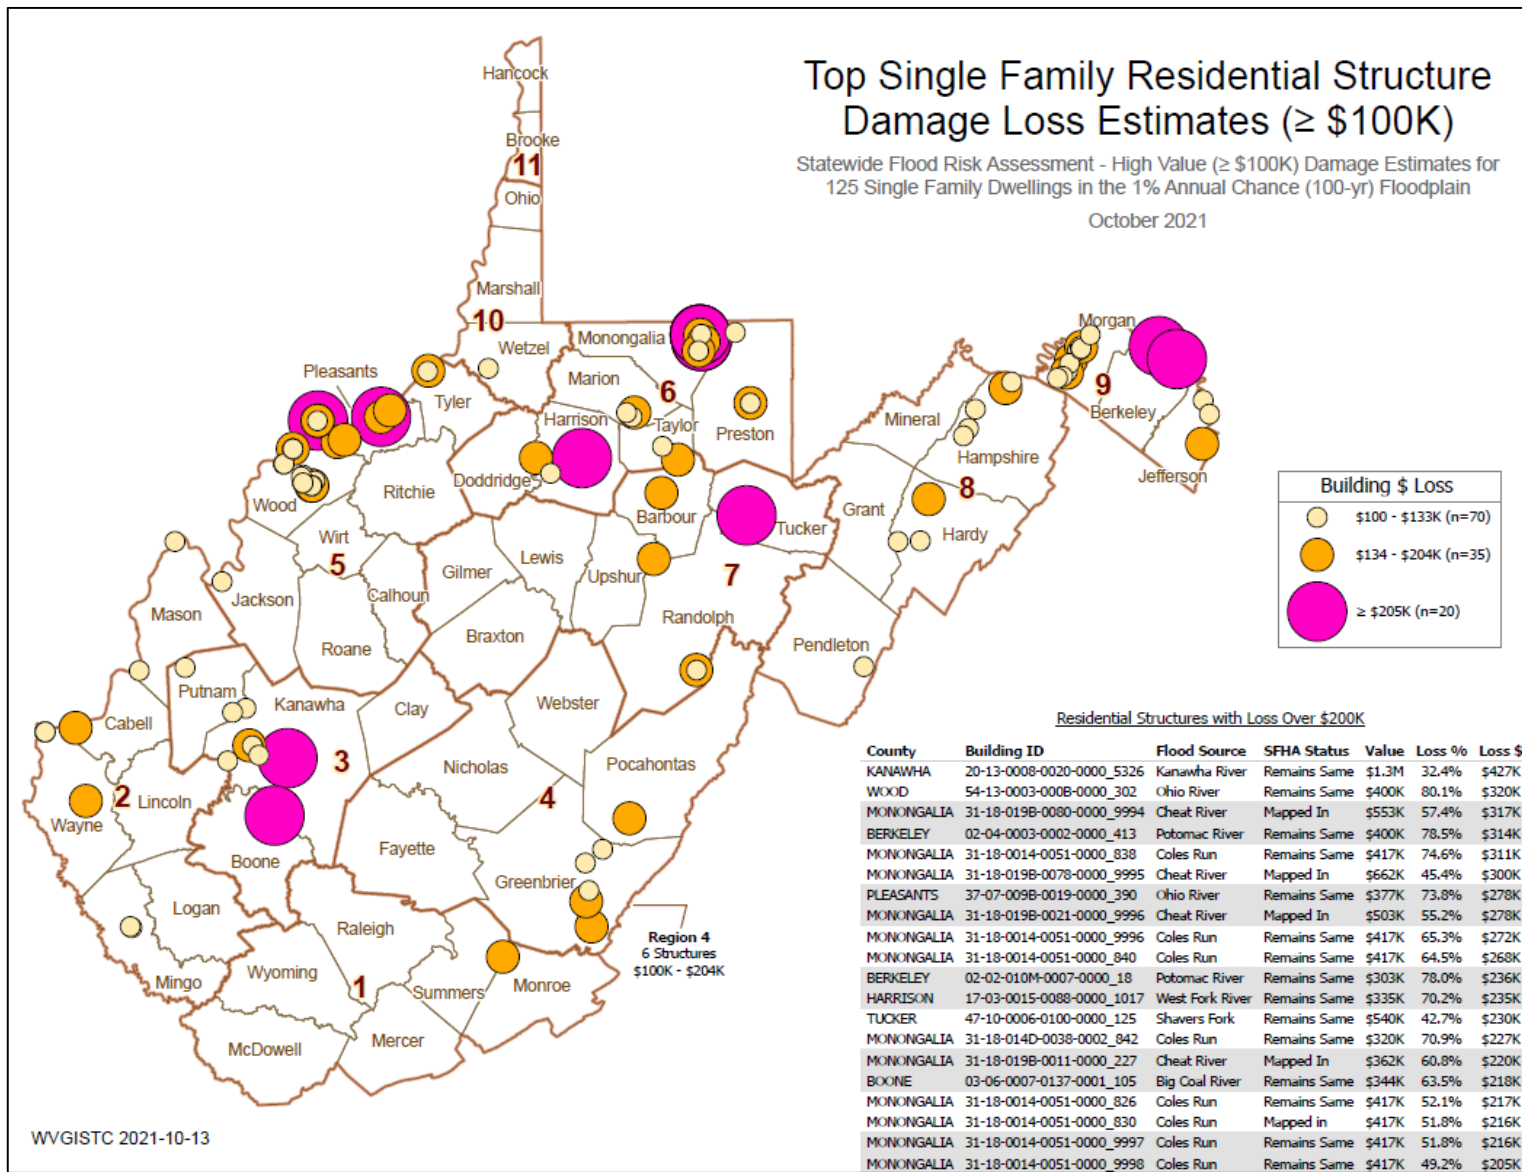 Top Single Family Residential Structure
Damage Loss Estimates (≥ $100K)
Statewide Flood Risk Assessment - High Value (≥ $100K) Damage Estimates for
125 Single Family Dwellings in the 1% Annual Chance (100-yr) Floodplain
October 2021
Hancock
Brooke
11
Ohio
Marshall
10
Wetzel
Monongalia
Morgan
Pleasants
Marion
6
9
Tyler
Harrison
Taylor
Preston
Mineral
Berkeley
Hampshire
Jefferson
Doddridge
Ritchie
Wood
8
Barbour
Tucker
Grant
Hardy
Wirt
5
Lewis
Gilmer
Upshur
7
Calhoun
Jackson
Mason
Randolph
Braxton
Roane
Pendleton
Putnam
Kanawha
Clay
Webster
Cabell
3
Nicholas
Pocahontas
2
Lincoln
4
Wayne
Boone
Fayette
Greenbrier
Logan
Raleigh
Region 4
6 Structures
$100K - $204K
Wyoming
Mingo
1
Summers
Monroe
Mercer
McDowell
Building $ Loss
$100 - $133K (n=70)
$134 - $204K (n=35)
≥ $205K (n=20)
Residential Structures with Loss Over $200K
County Building ID Flood Source SFHA Status Value Loss % Loss $
KANAWHA 20-13-0008-0020-0000_5326 Kanawha River Remains Same $1.3M 32.4% $427K
WOOD 54-13-0003-000B-0000_302 Ohio River Remains Same $400K 80.1% $320K
MONONGALIA 31-18-019B-0080-0000_9994 Cheat River Mapped In $553K 57.4% $317K
BERKELEY 02-04-0003-0002-0000_413 Potomac River Remains Same $400K 78.5% $314K
MONONGALIA 31-18-0014-0051-0000_838 Coles Run Remains Same $417K 74.6% $311K
MONONGALIA 31-18-019B-0078-0000_9995 Cheat River Mapped In $662K 45.4% $300K
PLEASANTS 37-07-009B-0019-0000_390 Ohio River Remains Same $377K 73.8% $278K
MONONGALIA 31-18-019B-0021-0000_9996 Cheat River Mapped In $503K 55.2% $278K
MONONGALIA 31-18-0014-0051-0000_9996 Coles Run Remains Same $417K 65.3% $272K
MONONGALIA 31-18-0014-0051-0000_840 Coles Run Remains Same $417K 64.5% $268K
BERKELEY 02-02-010M-0007-0000_18 Potomac River Remains Same $303K 78.0% $236K
HARRISON 17-03-0015-0088-0000_1017 West Fork River Remains Same $335K 70.2% $235K
TUCKER 47-10-0006-0100-0000_125 Shavers Fork Remains Same $540K 42.7% $230K
MONONGALIA 31-18-014D-0038-0002_842 Coles Run Remains Same $320K 70.9% $227K
MONONGALIA 31-18-019B-0011-0000_227 Cheat River Mapped In $362K 60.8% $220K
BOONE 03-06-0007-0137-0001_105 Big Coal River Remains Same $344K 63.5% $218K
MONONGALIA 31-18-0014-0051-0000_826 Coles Run Remains Same $417K 52.1% $217K
MONONGALIA 31-18-0014-0051-0000_830 Coles Run Mapped in $417K 51.8% $216K
MONONGALIA 31-18-0014-0051-0000_9997 Coles Run Remains Same $417K 51.8% $216K
MONONGALIA 31-18-0014-0051-0000_9998 Coles Run Remains Same $417K 49.2% $205K
WVGISTC 2021-10-13